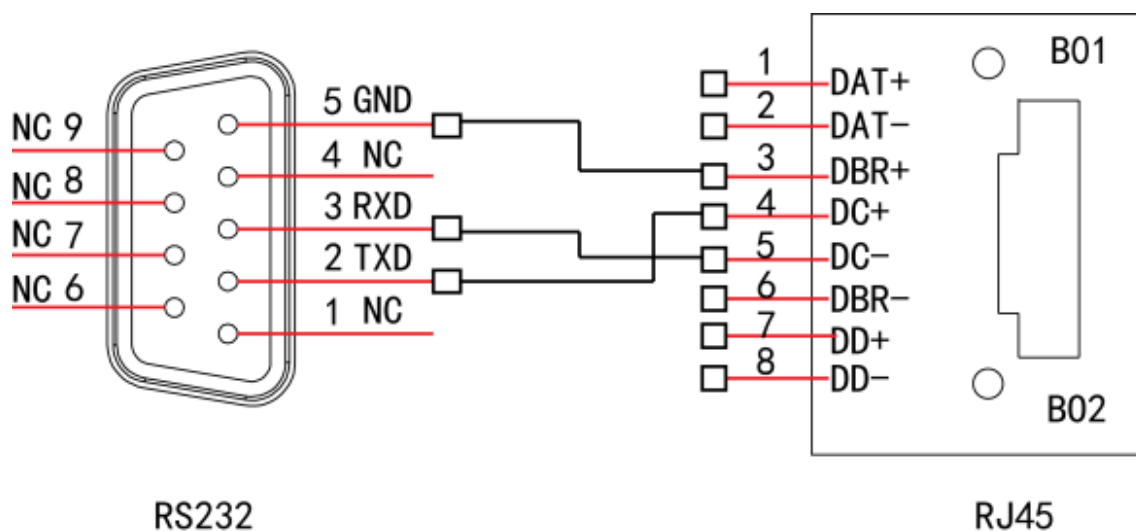 NC 9
NC 8
NC 7
NC 6
5 GND
4 NC
3 RXD
2 TXD
1 NC
RS232
1 DAT+
2 DAT-
3 DBR+
4 DC+
5 DC-
6 DBR-
7 DD+
8 DD-
B01
B02
RJ45